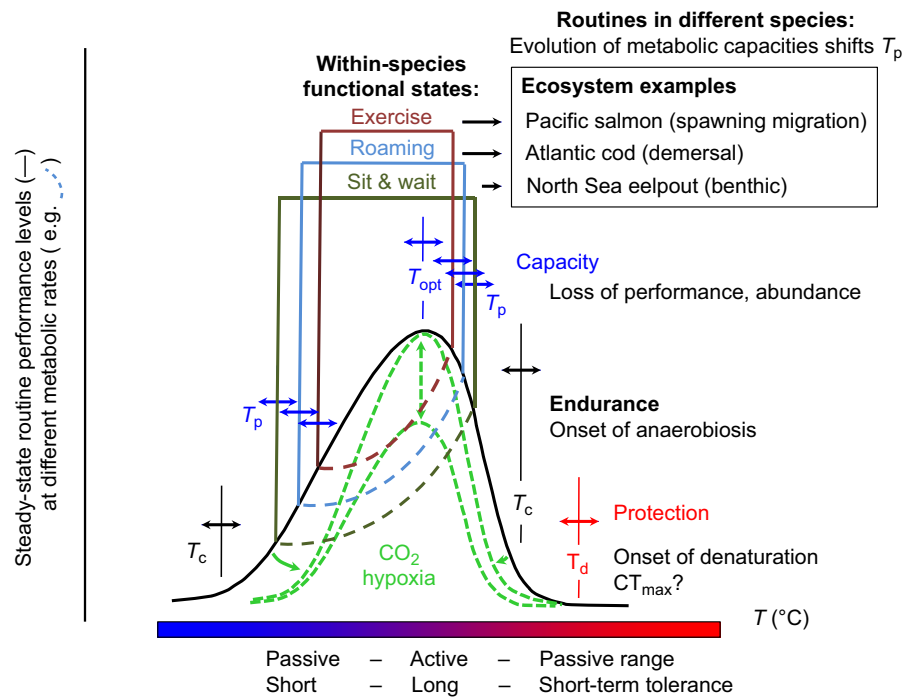 Routines in different species:
Evolution of metabolic capacities shifts Tp
Within-species
functional states:
Ecosystem examples
Exercise
Pacific salmon (spawning migration)
Roaming
Atlantic cod (demersal)
Sit & wait
North Sea eelpout (benthic)
Steady-state routine performance levels (—)
at different metabolic rates ( e.g. )
Topt
Capacity
Tp
Loss of performance, abundance
Tp
Endurance
Onset of anaerobiosis
Tc
Tc
Protection
Td
Onset of denaturation
CTmax?
CO2
hypoxia
T (°C)
Passive – Active – Passive range
Short – Long – Short-term tolerance